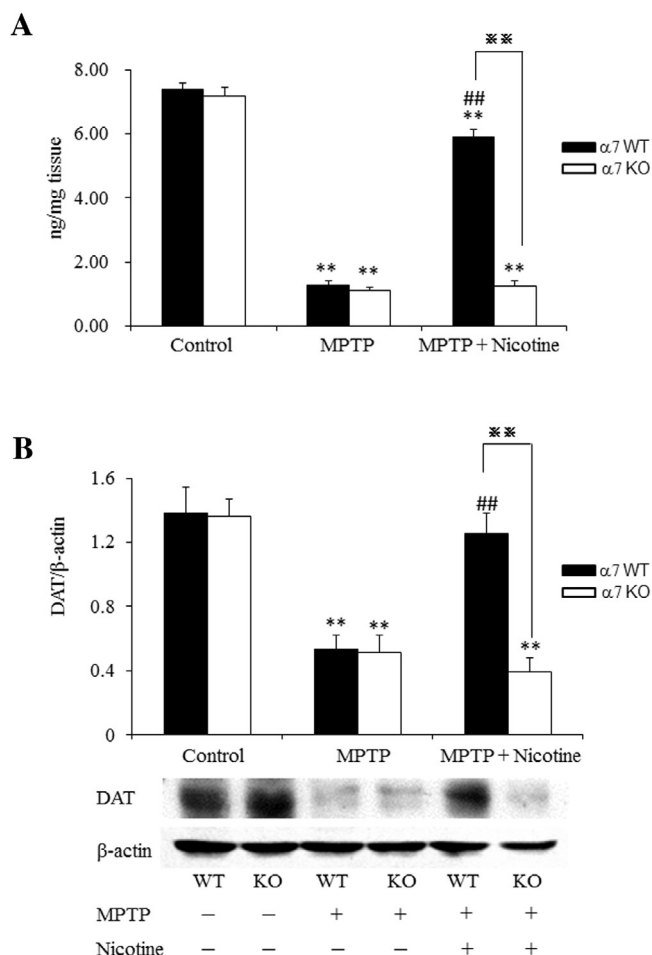 A
※※
8.00
##
**
6.00
α7 WT
α7 KO
ng/mg tissue
4.00
2.00
** ** **
0.00
Control MPTP MPTP + Nicotine
B
※※
1.6
##
1.2
α7 WT
α7 KO
DAT/β-actin
0.8
** ** **
0.4
0
Control MPTP MPTP + Nicotine
DAT
β-actin
WT KO WT KO WT KO
MPTP – – + + + +
Nicotine – – – – + +